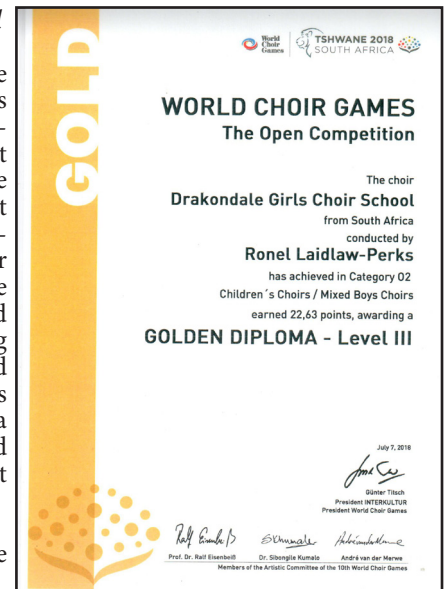 GOLD
World
Choir
Games
TSHWANE 2018
SOUTH AFRICA
WORLD CHOIR GAMES
The Open Competition
The choir
Drakondale Girls Choir School
from South Africa
conducted by
Ronel Laidlaw-Perks
has achieved in Category O2
Children´s Choirs / Mixed Boys Choirs
earned 22,63 points, awarding a
GOLDEN DIPLOMA - Level III
July 7, 2018
Günter Titsch
President INTERKULTUR
President World Choir Games
Prof. Dr. Ralf Eisenbeiß
Dr. Sibongile Kumalo
André van der Merwe
Members of the Artistic Committee of the 10th World Choir Games